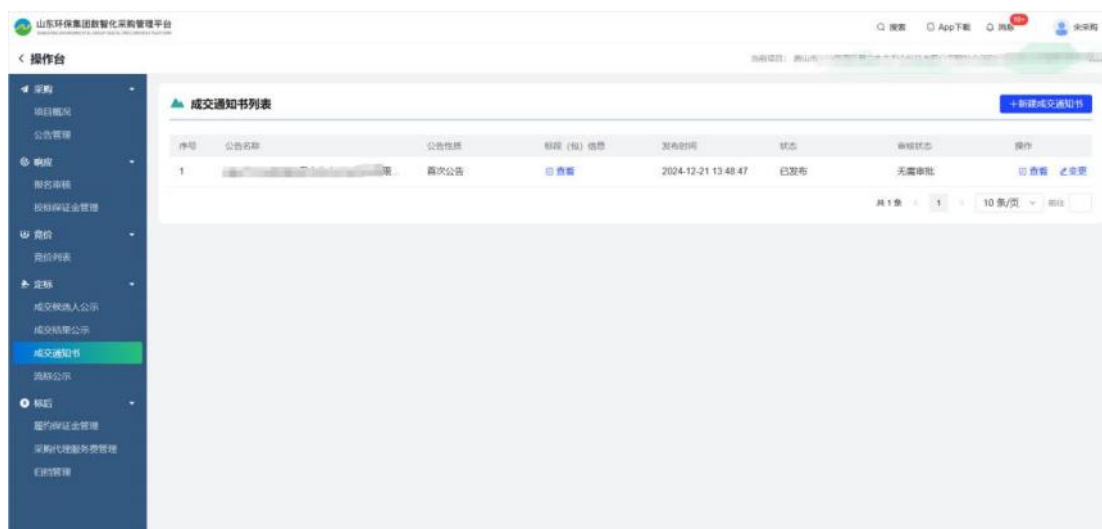 山东环保集团数智化采购管理平台
搜索 App下载 消息
操作台
当前项目：
采购
项目概况
公告管理
响应
报名审核
投标保证金管理
竞价
竞价列表
定标
成交候选人公示
成交结果公示
成交通知书
流标公示
标后
履约保证金管理
采购代理服务费管理
归档管理
成交通知书列表
+新建成交通知书
序号 公告名称 公告性质 标段（包）信息 发布时间 状态 审核状态 操作
1 首次公告 查看 2024-12-21 13:48:47 已发布 无需审批 查看 变更
共 1 条 1 10 条/页 前往